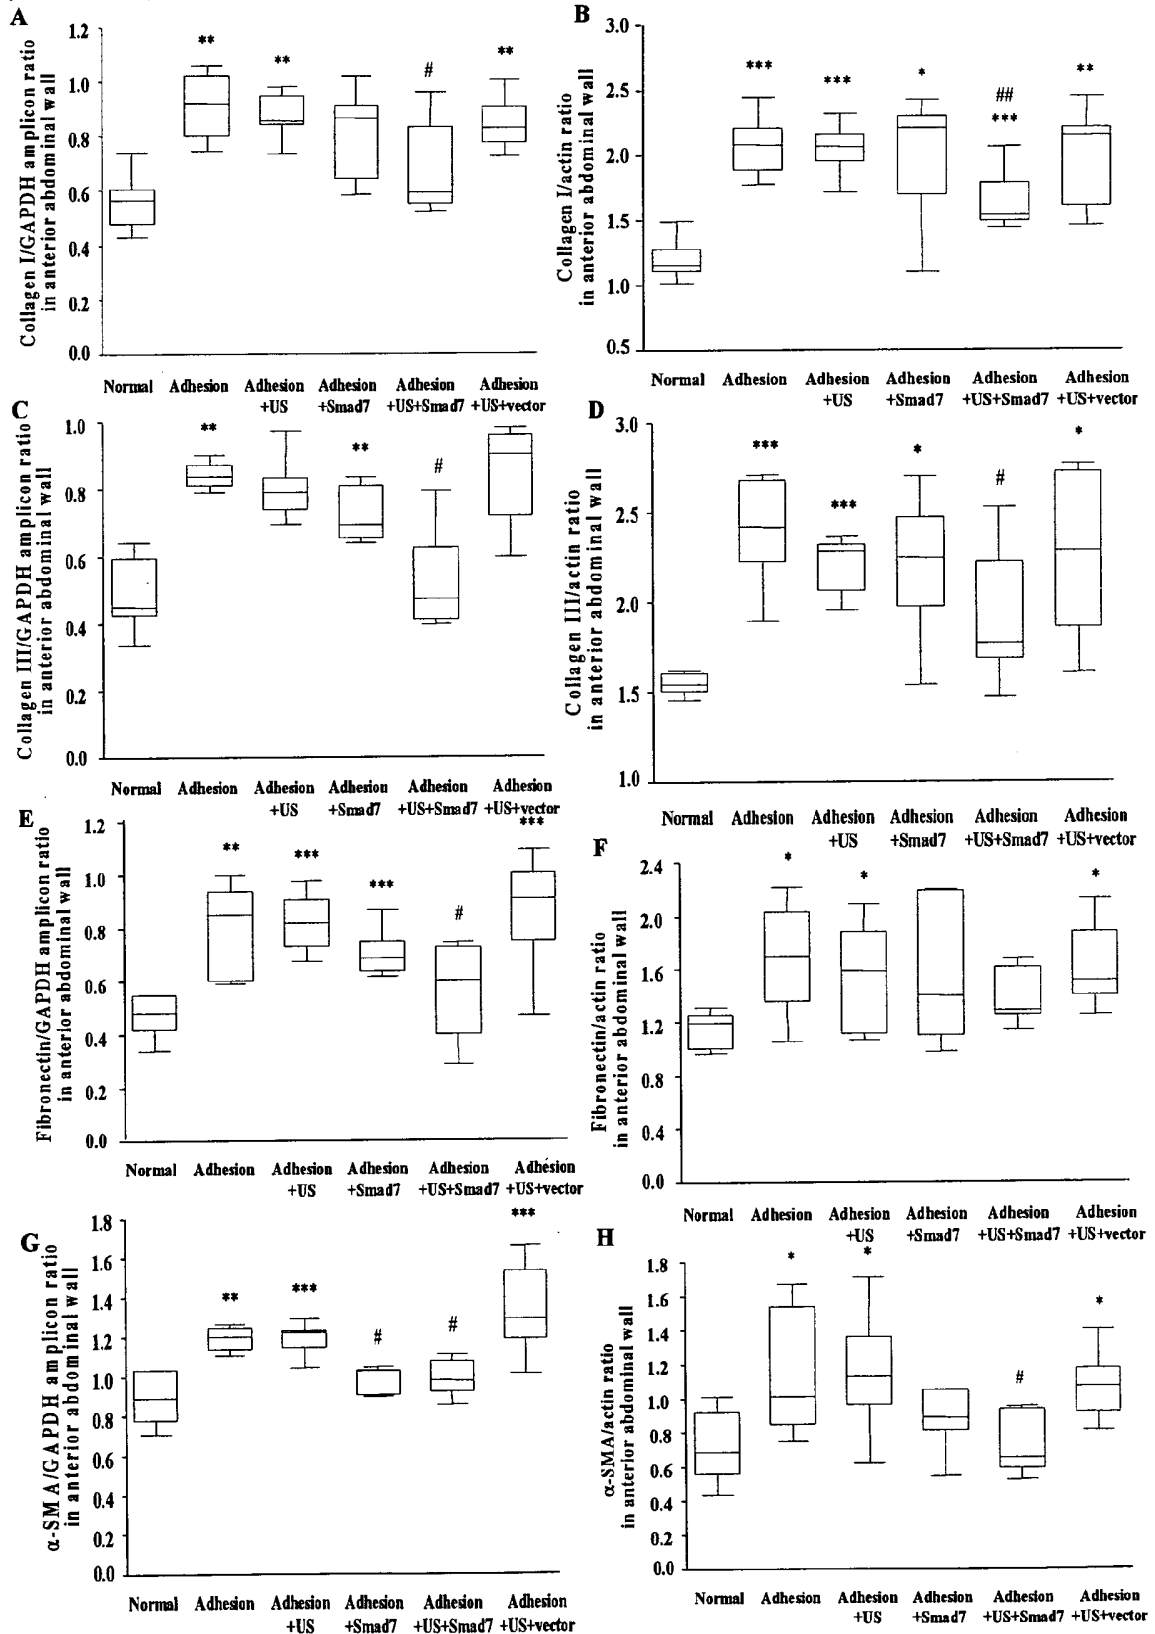 A
Collagen I/GAPDH amplicon ratio
in anterior abdominal wall
1.2
1.0
0.8
0.6
0.4
0.2
0.0
**
**
#
**
Normal
Adhesion
Adhesion
+US
Adhesion
+Smad7
Adhesion
+US+Smad7
Adhesion
+US+vector
B
Collagen I/actin ratio
in anterior abdominal wall
3.0
2.5
2.0
1.5
1.0
0.5
***
***
*
##
***
**
Normal
Adhesion
Adhesion
+US
Adhesion
+Smad7
Adhesion
+US+Smad7
Adhesion
+US+vector
C
Collagen III/GAPDH amplicon ratio
in anterior abdominal wall
1.0
0.8
0.6
0.4
0.2
0.0
**
**
#
Normal
Adhesion
Adhesion
+US
Adhesion
+Smad7
Adhesion
+US+Smad7
Adhesion
+US+vector
D
Collagen III/actin ratio
in anterior abdominal wall
3.0
2.5
2.0
1.5
1.0
***
***
*
#
*
Normal
Adhesion
Adhesion
+US
Adhesion
+Smad7
Adhesion
+US+Smad7
Adhesion
+US+vector
E
Fibronectin/GAPDH amplicon ratio
in anterior abdominal wall
1.2
1.0
0.8
0.6
0.4
0.2
0.0
**
***
***
#
***
Normal
Adhesion
Adhesion
+US
Adhesion
+Smad7
Adhesion
+US+Smad7
Adhesion
+US+vector
F
Fibronectin/actin ratio
in anterior abdominal wall
2.4
2.0
1.6
1.2
0.8
0.4
0.0
*
*
*
Normal
Adhesion
Adhesion
+US
Adhesion
+Smad7
Adhesion
+US+Smad7
Adhesion
+US+vector
G
α-SMA/GAPDH amplicon ratio
in anterior abdominal wall
1.8
1.6
1.4
1.2
1.0
0.8
0.6
0.4
0.2
0.0
**
***
#
#
***
Normal
Adhesion
Adhesion
+US
Adhesion
+Smad7
Adhesion
+US+Smad7
Adhesion
+US+vector
H
α-SMA/actin ratio
in anterior abdominal wall
1.8
1.6
1.4
1.2
1.0
0.8
0.6
0.4
0.2
0.0
*
*
#
*
Normal
Adhesion
Adhesion
+US
Adhesion
+Smad7
Adhesion
+US+Smad7
Adhesion
+US+vector